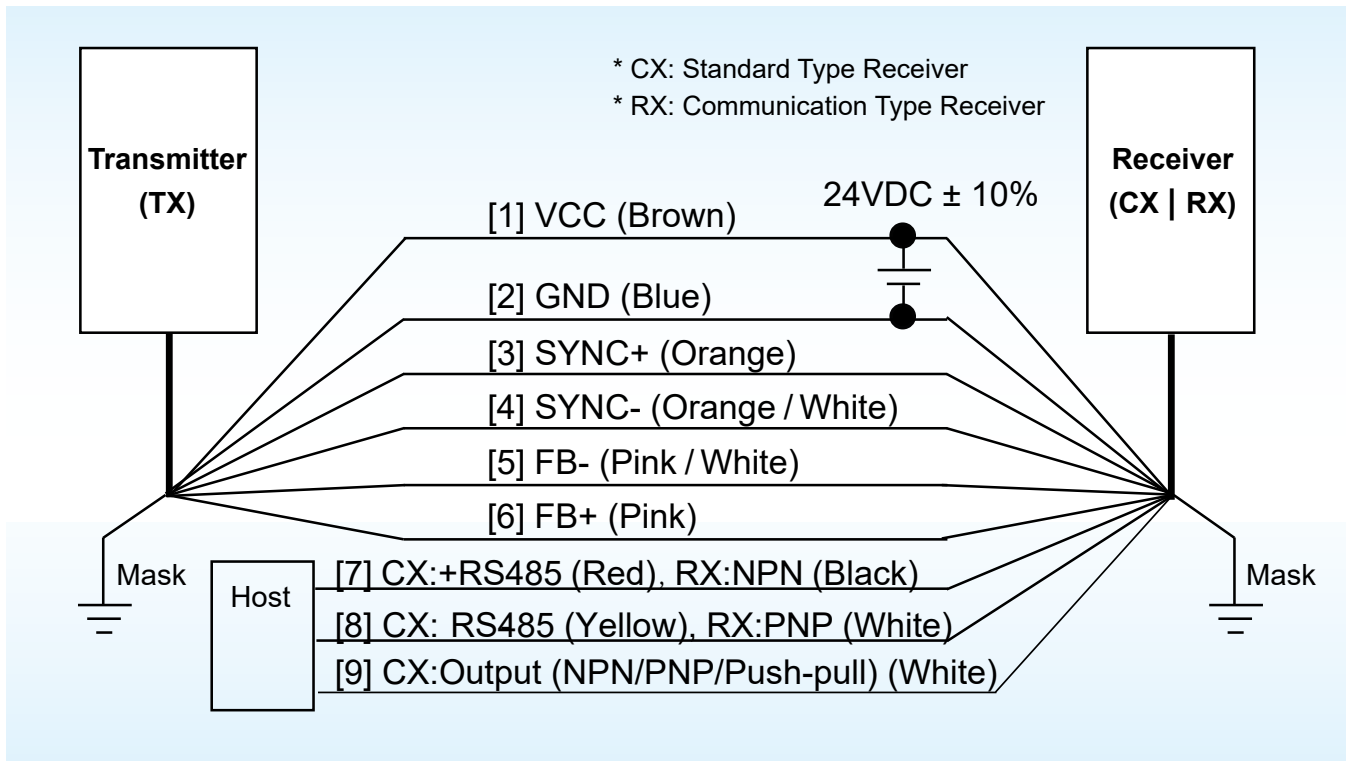 * CX: Standard Type Receiver
* RX: Communication Type Receiver
Transmitter
(TX)
Receiver
(CX | RX)
24VDC ± 10%
[1] VCC (Brown)
[2] GND (Blue)
[3] SYNC+ (Orange)
[4] SYNC- (Orange / White)
[5] FB- (Pink / White)
[6] FB+ (Pink)
Mask
Host
[7] CX:+RS485 (Red), RX:NPN (Black)
Mask
[8] CX: RS485 (Yellow), RX:PNP (White)
[9] CX:Output (NPN/PNP/Push-pull) (White)